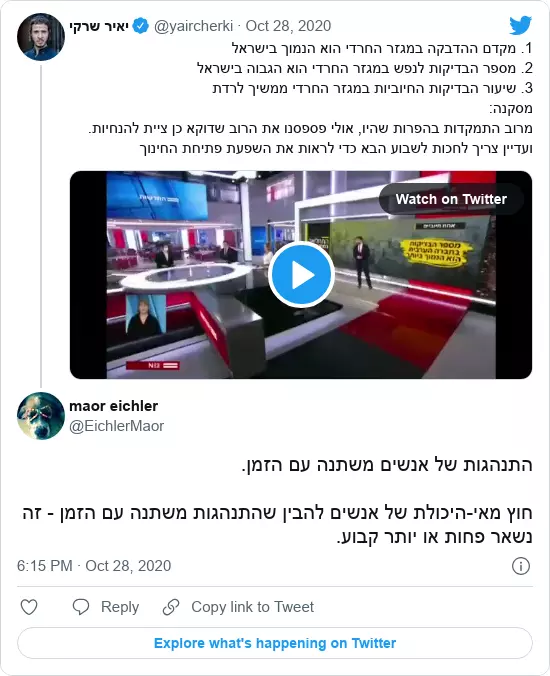 יאיר שרקי @yaircherki · Oct 28, 2020
1. מקדם ההדבקה במגזר החרדי הוא הנמוך בישראל
2. מספר הבדיקות לנפש במגזר החרדי הוא הגבוה בישראל
3. שיעור הבדיקות החיוביות במגזר החרדי ממשיך לרדת
מסקנה:
מרוב התמקדות בהפרות שהיו, אולי פספסנו את הרוב שדווקא כן ציית להנחיות.
ועדיין צריך לחכות לשבוע הבא כדי לראות את השפעת פתיחת החינוך
Watch on Twitter
מספר הבדיקות
בחברה הערבית
הוא הנמוך ביותר
N12
maor eichler
@EichlerMaor
התנהגות של אנשים משתנה עם הזמן.
חוץ מאי-היכולת של אנשים להבין שהתנהגות משתנה עם הזמן - זה
נשאר פחות או יותר קבוע.
6:15 PM · Oct 28, 2020
Reply
Copy link to Tweet
Explore what's happening on Twitter